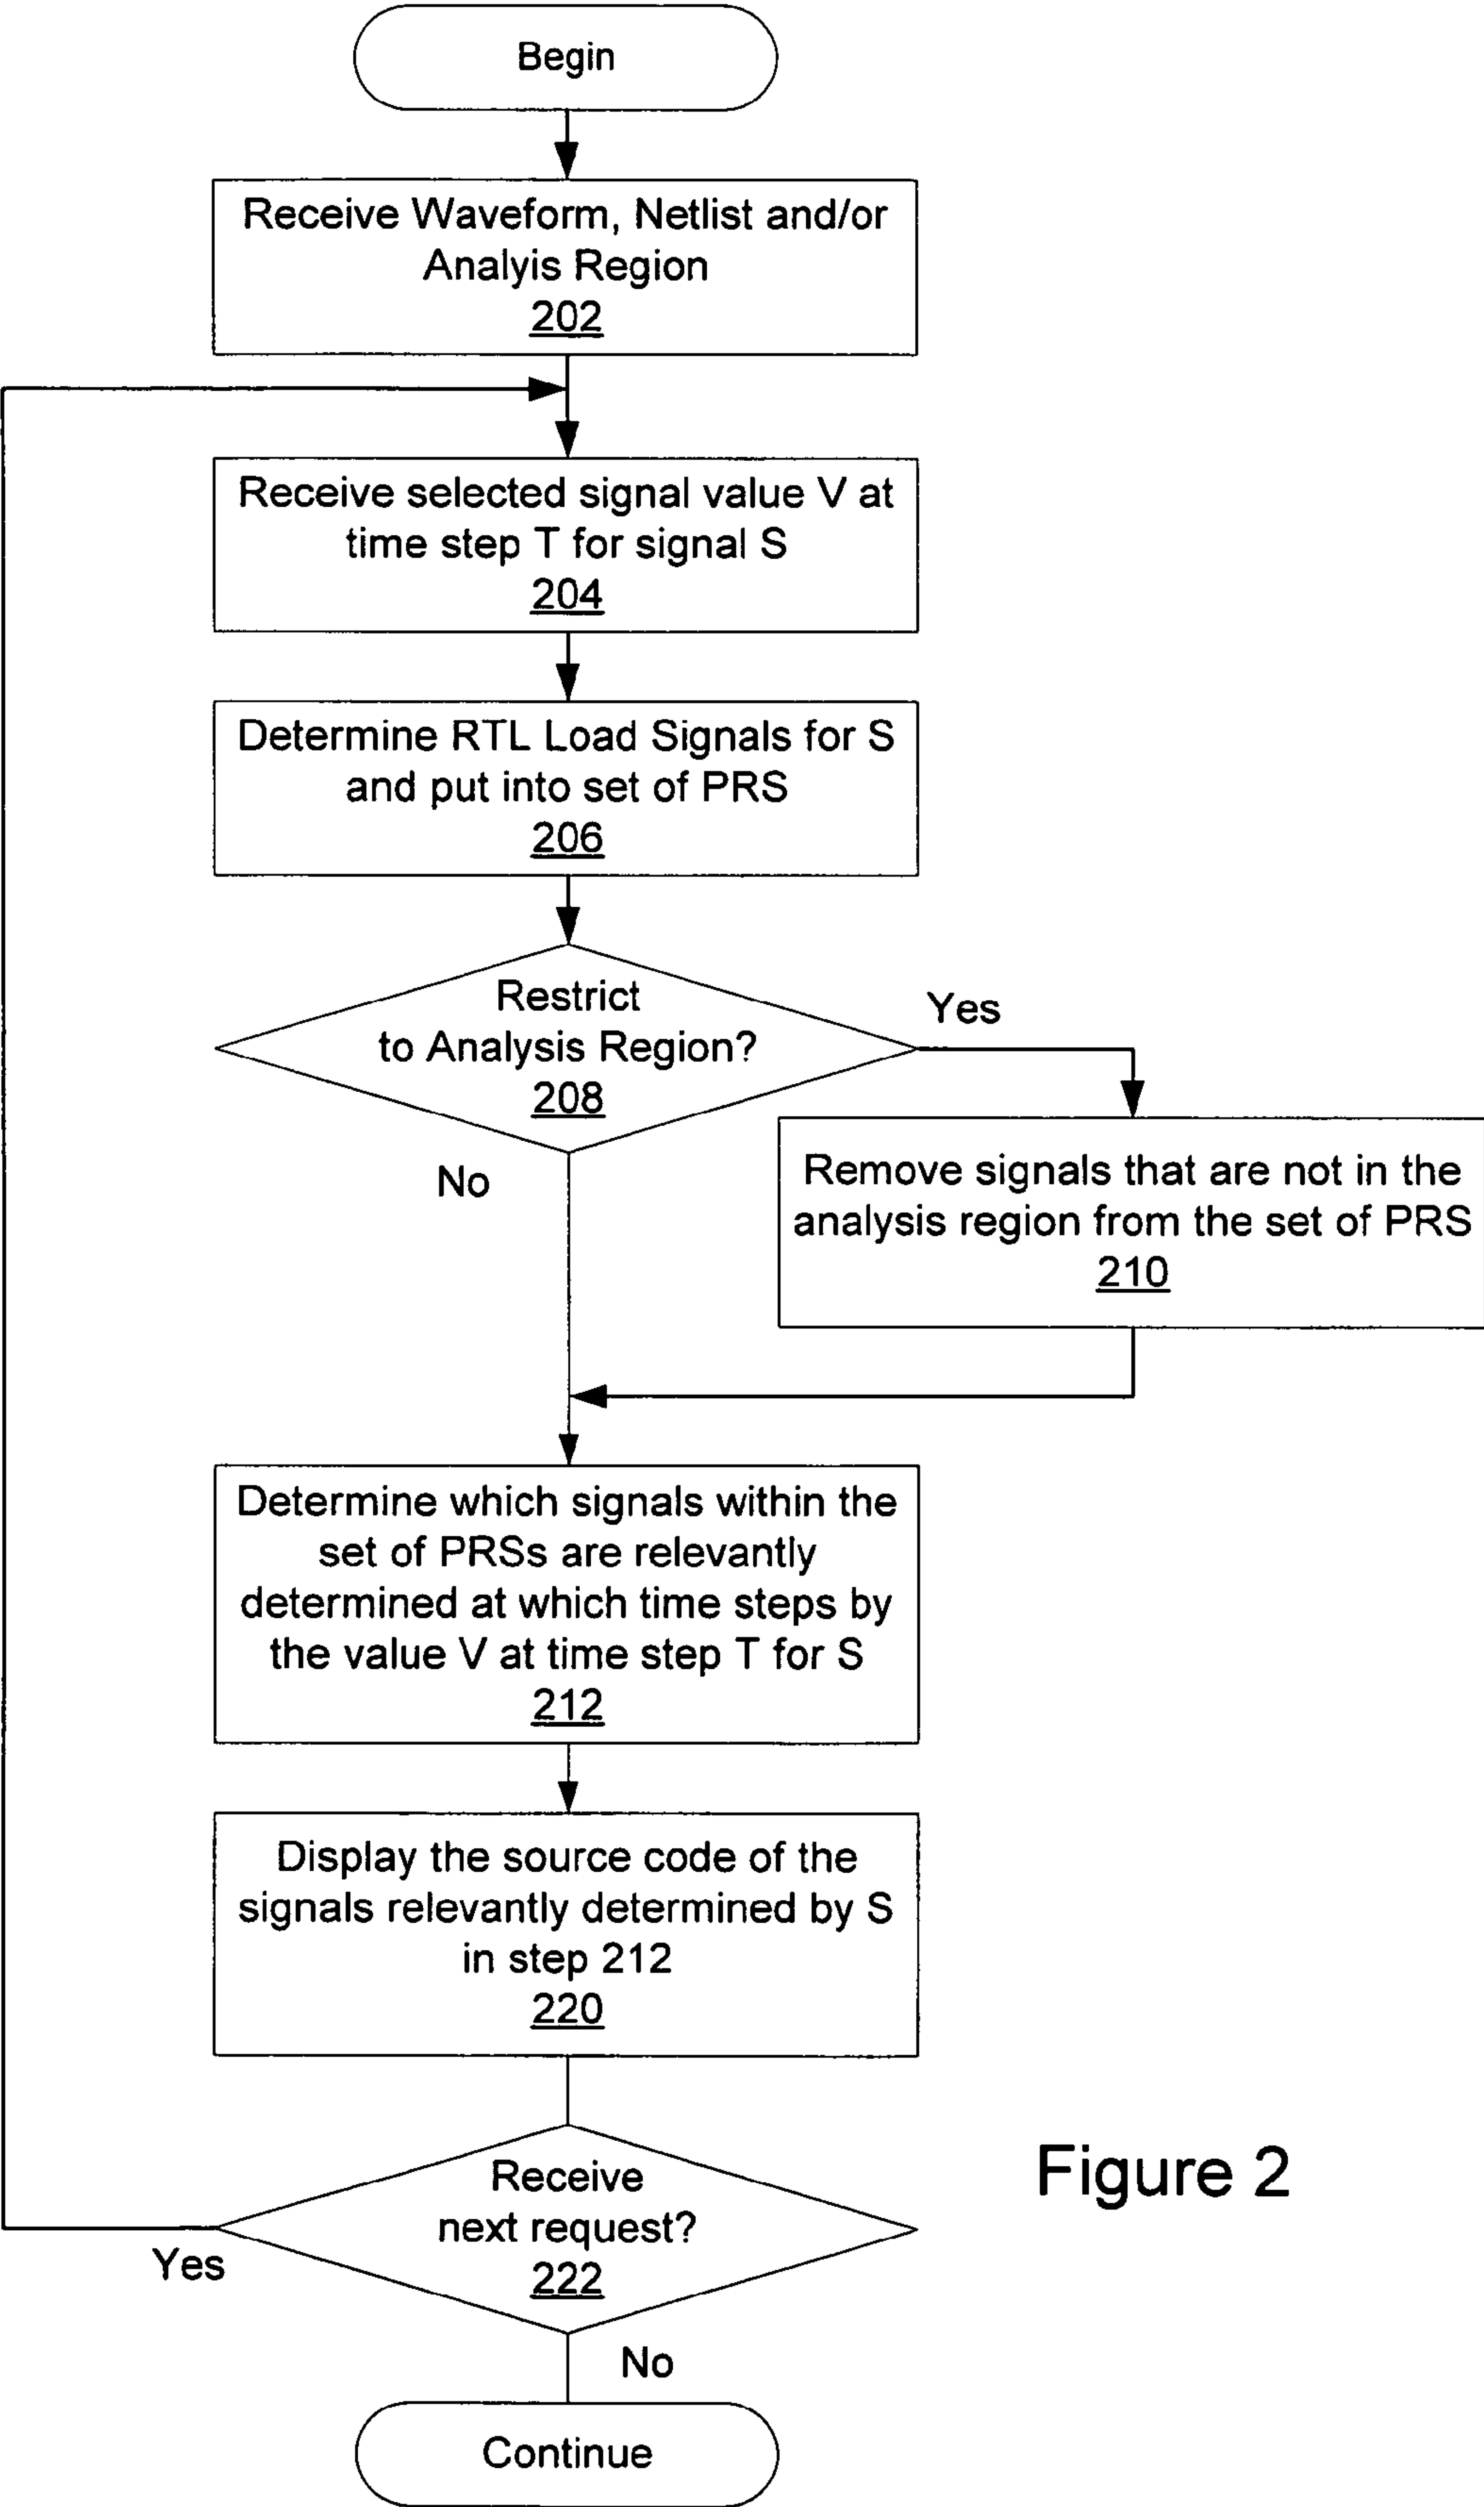 Begin
Receive Waveform, Netlist and/or
Analyis Region
202
Receive selected signal value V at
time step T for signal S
204
Determine RTL Load Signals for S
and put into set of PRS
206
Restrict
to Analysis Region?
208
Yes
No
Remove signals that are not in the
analysis region from the set of PRS
210
Determine which signals within the
set of PRSs are relevantly
determined at which time steps by
the value V at time step T for S
212
Display the source code of the
signals relevantly determined by S
in step 212
220
Receive
next request?
222
Yes
No
Continue
Figure 2